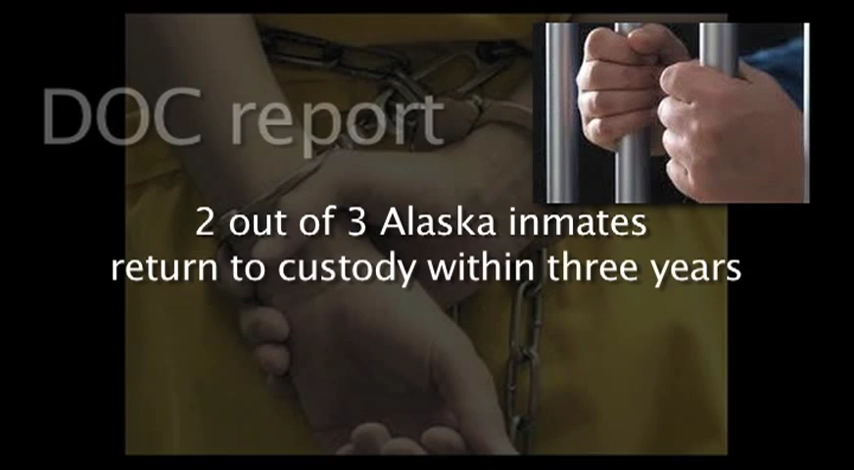 DOC report
2 out of 3 Alaska inmates
return to custody within three years